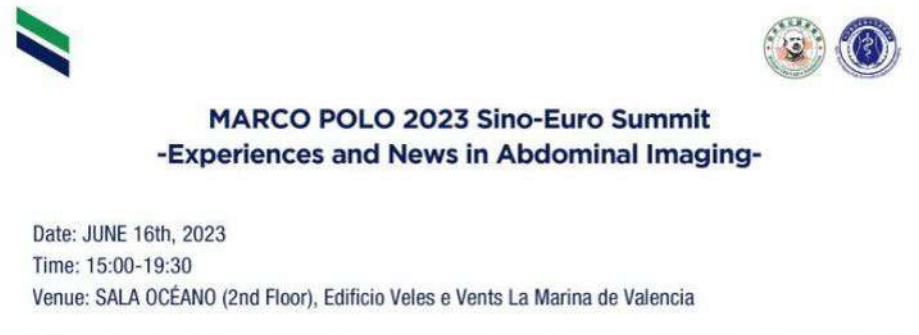 MARCO POLO 2023 Sino-Euro Summit
-Experiences and News in Abdominal Imaging-
Date: JUNE 16th, 2023
Time: 15:00-19:30
Venue: SALA OCÉANO (2nd Floor), Edificio Veles e Vents La Marina de Valencia